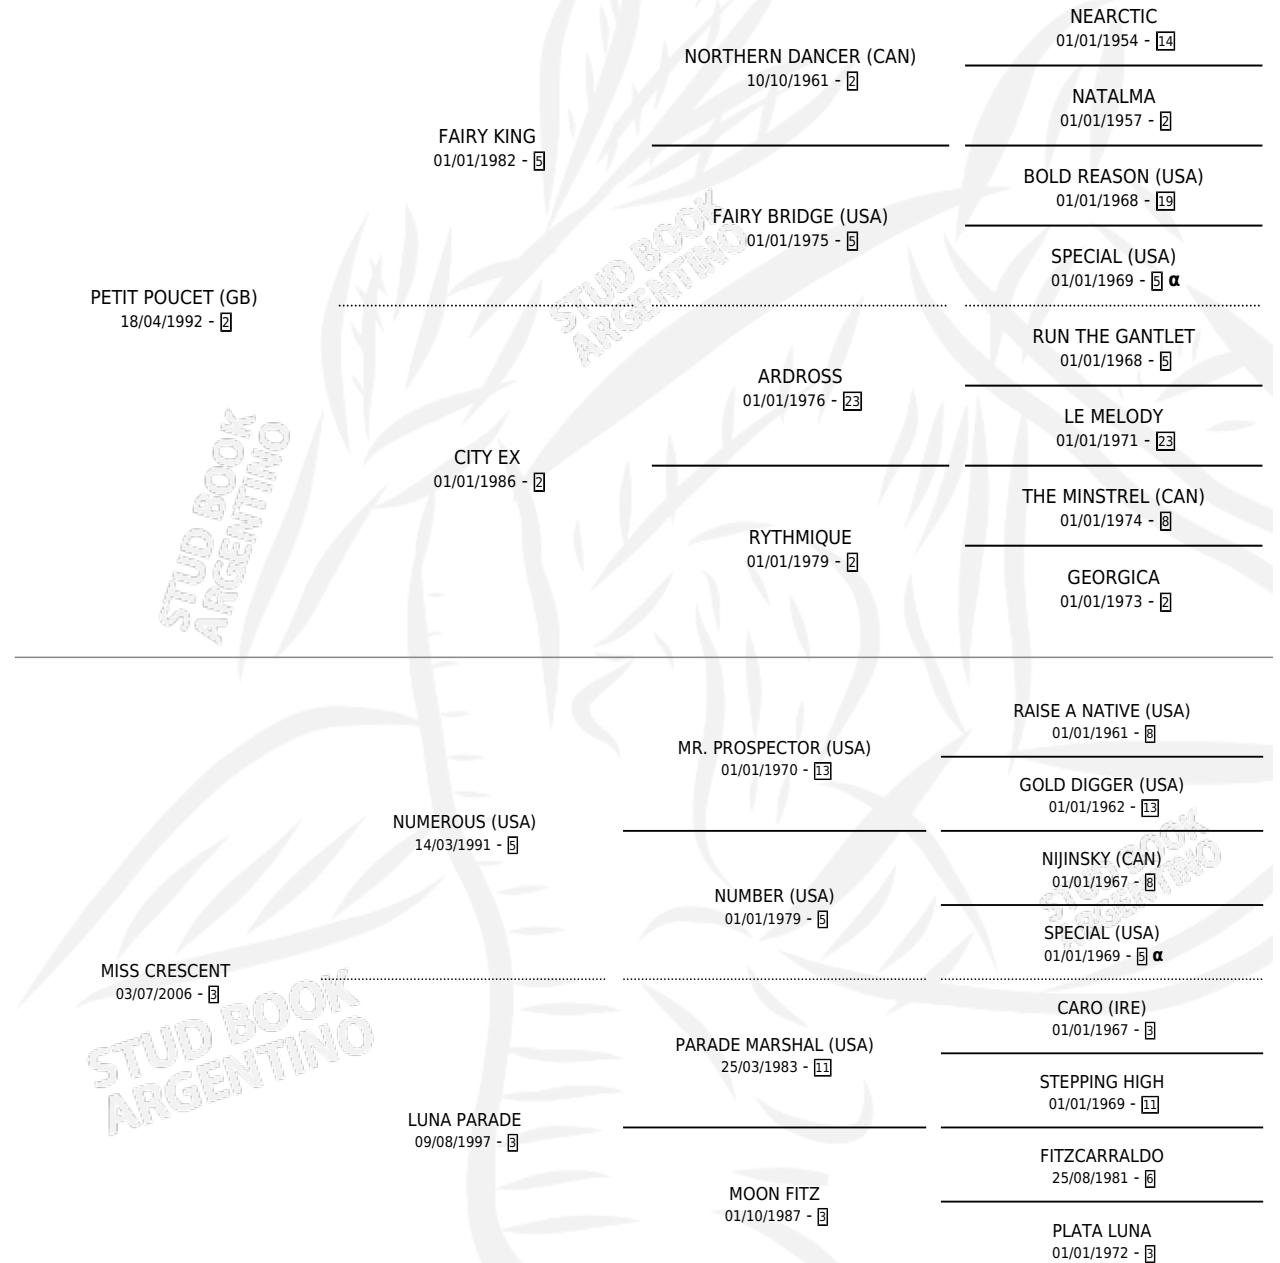 NEARCTIC
01/01/1954 - 14
NORTHERN DANCER (CAN)
10/10/1961 - 2
NATALMA
01/01/1957 - 2
FAIRY KING
01/01/1982 - 5
BOLD REASON (USA)
01/01/1968 - 19
FAIRY BRIDGE (USA)
01/01/1975 - 5
SPECIAL (USA)
01/01/1969 - 5 α
PETIT POUCET (GB)
18/04/1992 - 2
RUN THE GANTLET
01/01/1968 - 5
ARDROSS
01/01/1976 - 23
LE MELODY
01/01/1971 - 23
CITY EX
01/01/1986 - 2
THE MINSTREL (CAN)
01/01/1974 - 8
RYTHMIQUE
01/01/1979 - 2
GEORGICA
01/01/1973 - 2
RAISE A NATIVE (USA)
01/01/1961 - 8
MR. PROSPECTOR (USA)
01/01/1970 - 13
GOLD DIGGER (USA)
01/01/1962 - 13
NUMEROUS (USA)
14/03/1991 - 5
NIJINSKY (CAN)
01/01/1967 - 8
NUMBER (USA)
01/01/1979 - 5
SPECIAL (USA)
01/01/1969 - 5 α
MISS CRESCENT
03/07/2006 - 3
CARO (IRE)
01/01/1967 - 3
PARADE MARSHAL (USA)
25/03/1983 - 11
STEPPING HIGH
01/01/1969 - 11
LUNA PARADE
09/08/1997 - 3
FITZCARRALDO
25/08/1981 - 6
MOON FITZ
01/10/1987 - 3
PLATA LUNA
01/01/1972 - 3
STUD BOOK
ARGENTINO
STUD BOOK
ARGENTINO
STUD BOOK
ARGENTINO
STUD BOOK
ARGENTINO